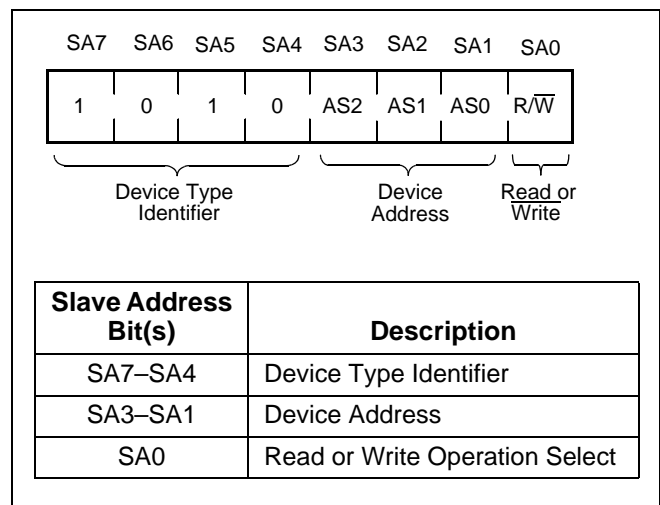 SA7 SA6 SA5 SA4 SA3 SA2 SA1 SA0
1 0 1 0 AS2 AS1 AS0 R/W̅
Device Type Device Read or
Identifier Address Write
Slave Address
Bit(s) Description
SA7–SA4 Device Type Identifier
SA3–SA1 Device Address
SA0 Read or Write Operation Select